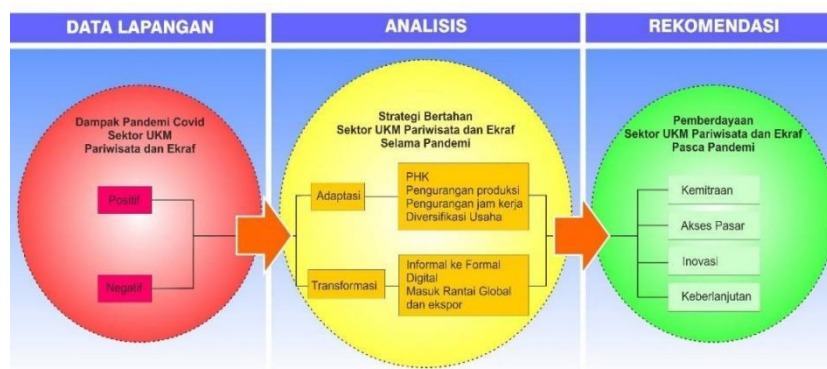 DATA LAPANGAN
Dampak Pandemi Covid
Sektor UKM
Pariwisata dan Ekraf
Positif
Negatif
ANALISIS
Strategi Bertahan
Sektor UKM Pariwisata dan Ekraf
Selama Pandemi
Adaptasi
PHK
Pengurangan produksi
Pengurangan jam kerja
Diversifikasi Usaha
Transformasi
Informal ke Formal
Digital
Masuk Rantai Global
dan ekspor
REKOMENDASI
Pemberdayaan
Sektor UKM Pariwisata dan Ekraf
Pasca Pandemi
Kemitraan
Akses Pasar
Inovasi
Keberlanjutan